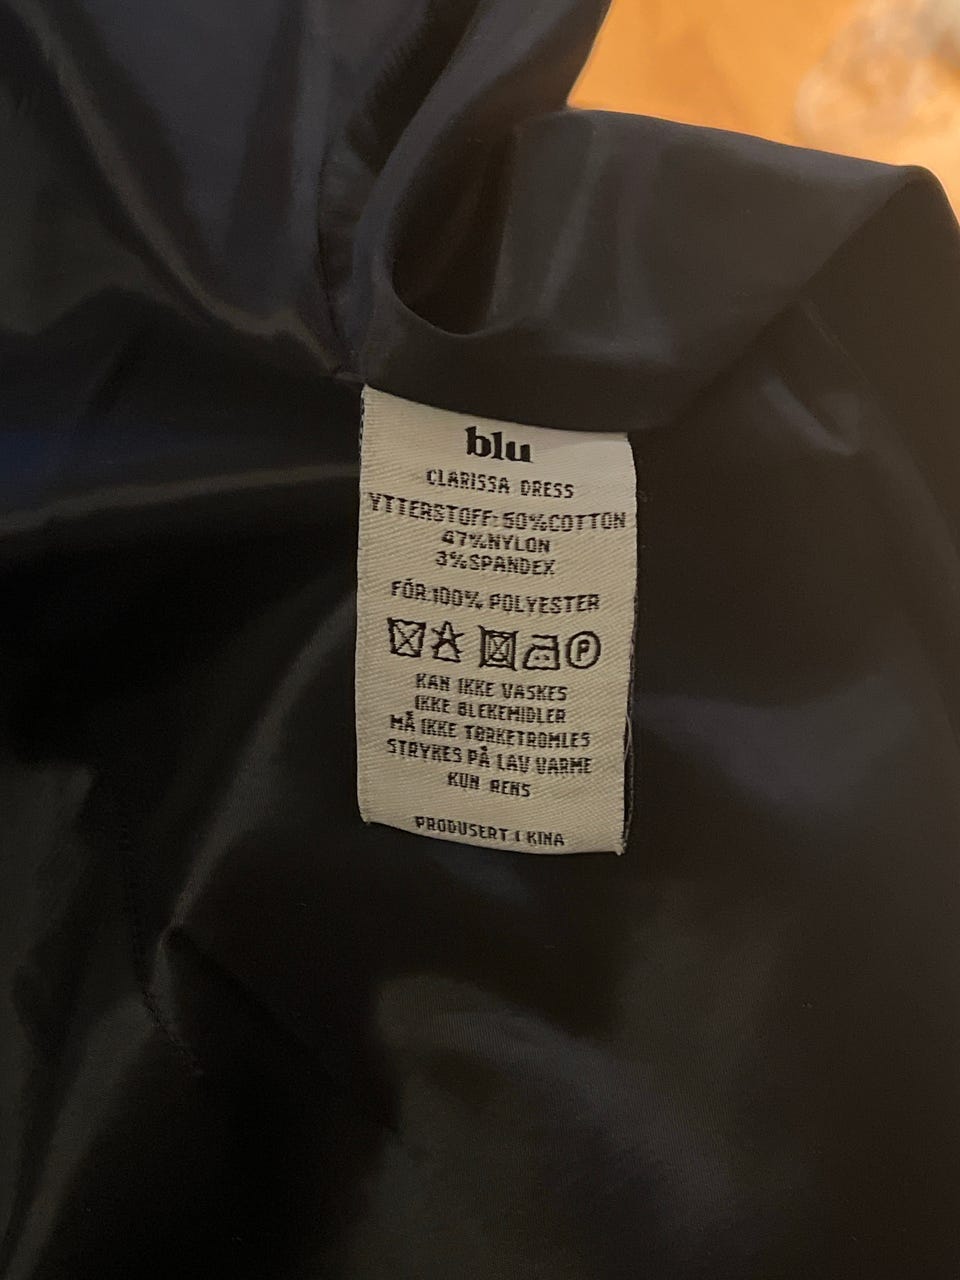 blu
CLARISSA DRESS
YTTERSTOFF: 50%COTTON
47%NYLON
3%SPANDEX
FÓR:100% POLYESTER
P
KAN IKKE VASKES
IKKE BLEKEMIDLER
MÅ IKKE TØRKETROMLES
STRYKES PÅ LAV VARME
KUN RENS
PRODUSERT I KINA